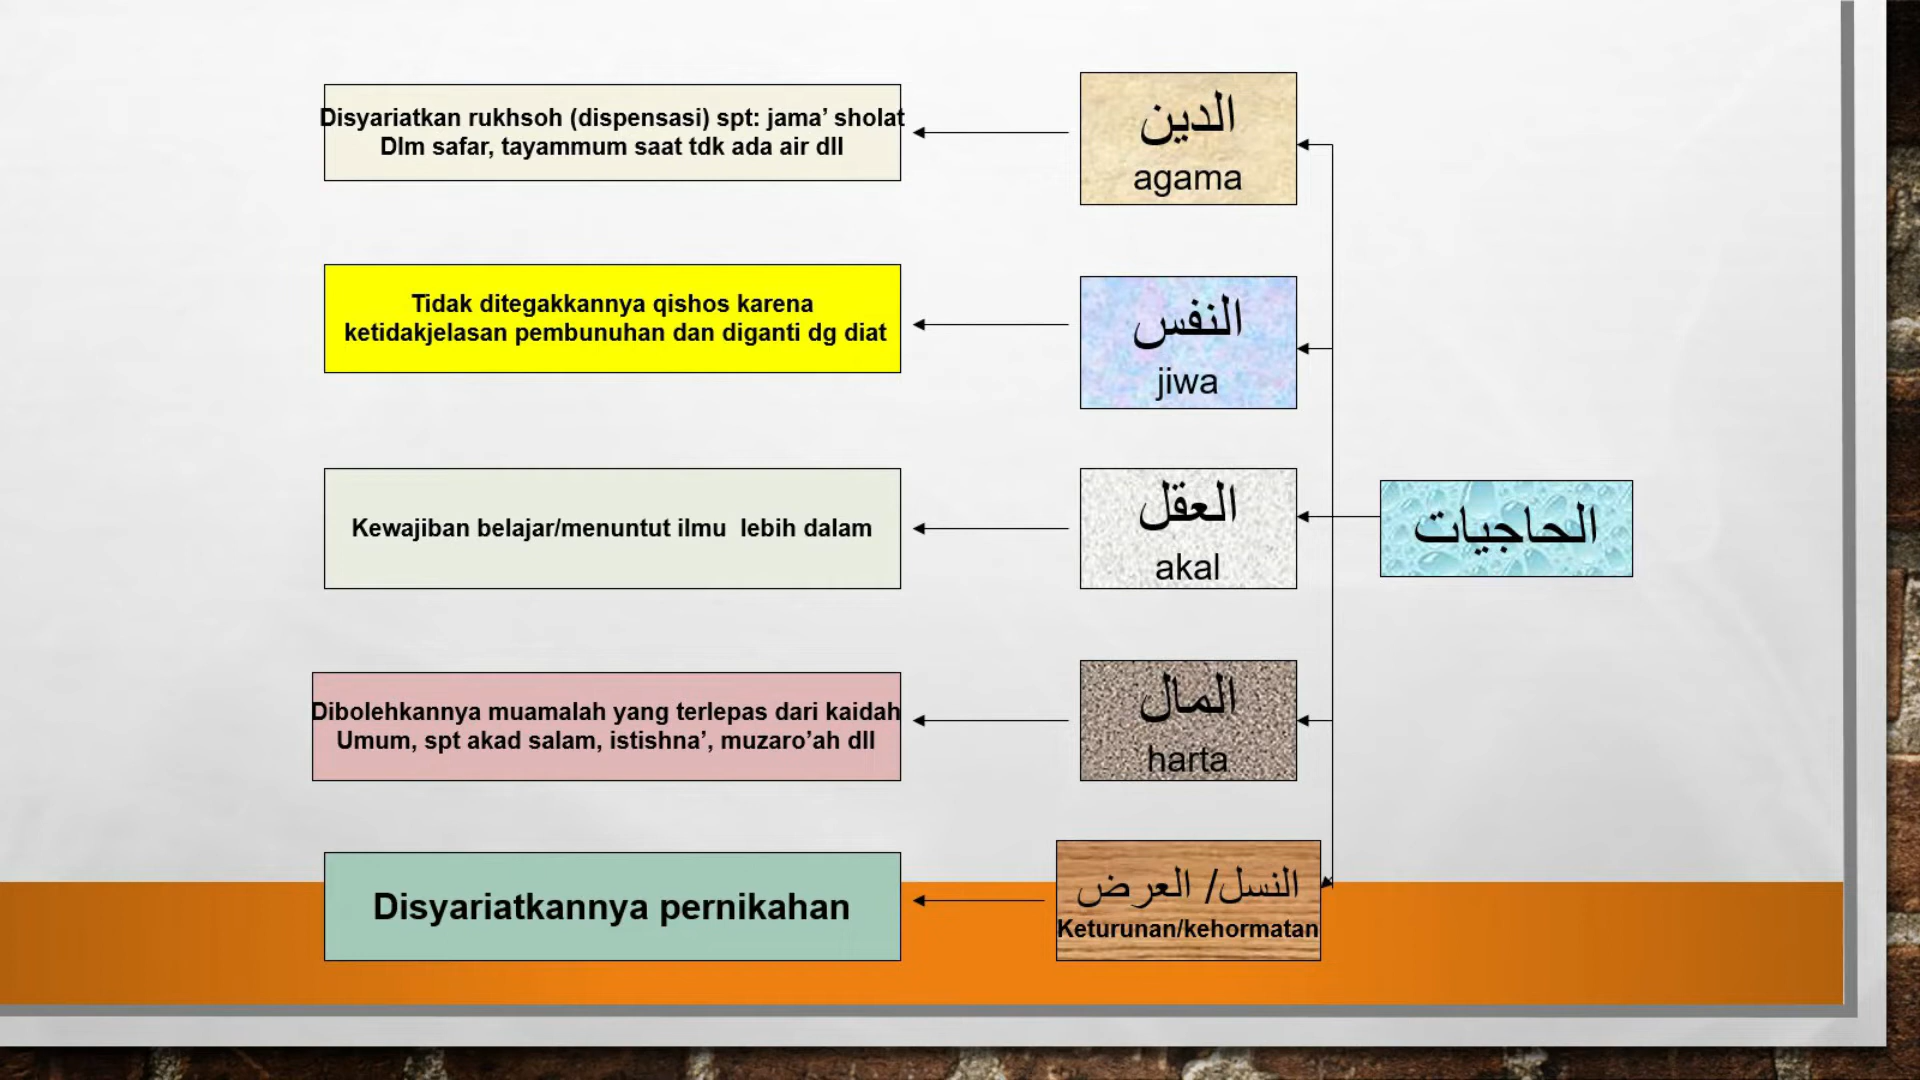 Disyariatkan rukhsoh (dispensasi) spt: jama’ sholat
Dlm safar, tayammum saat tdk ada air dll
الدين
agama
Tidak ditegakkannya qishos karena
ketidakjelasan pembunuhan dan diganti dg diat
النفس
jiwa
Kewajiban belajar/menuntut ilmu  lebih dalam
العقل
akal
الحاجيات
Dibolehkannya muamalah yang terlepas dari kaidah
Umum, spt akad salam, istishna’, muzaro’ah dll
المال
harta
Disyariatkannya pernikahan
النسل/ العرض
Keturunan/kehormatan